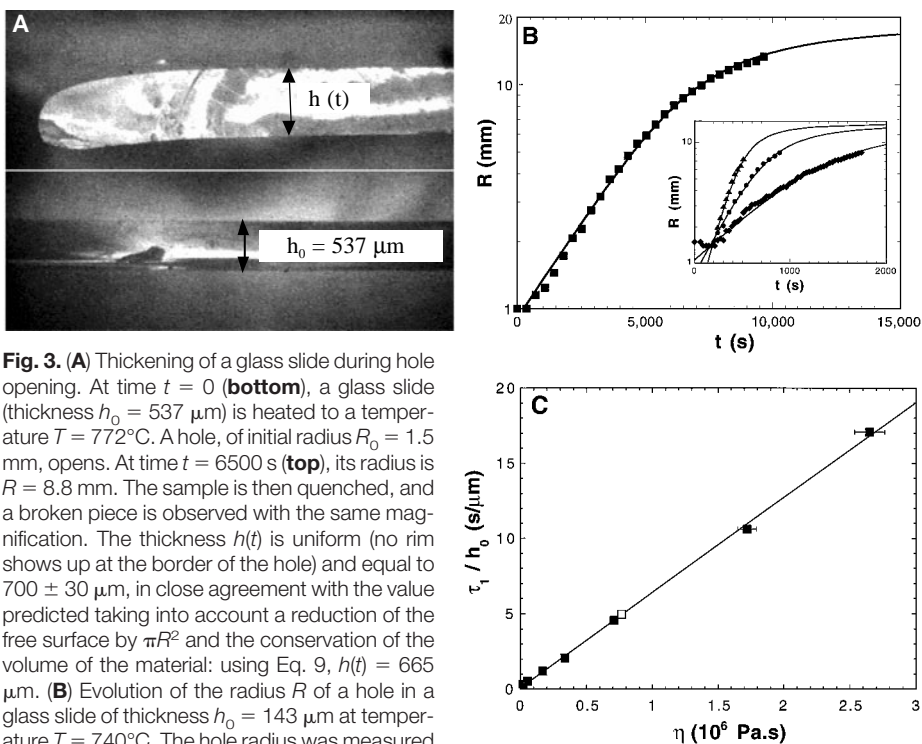 A
h (t)
h₀ = 537 μm
Fig. 3. (A) Thickening of a glass slide during hole
opening. At time t = 0 (bottom), a glass slide
(thickness h₀ = 537 μm) is heated to a temper-
ature T = 772°C. A hole, of initial radius R₀ = 1.5
mm, opens. At time t = 6500 s (top), its radius is
R = 8.8 mm. The sample is then quenched, and
a broken piece is observed with the same mag-
nification. The thickness h(t) is uniform (no rim
shows up at the border of the hole) and equal to
700 ± 30 μm, in close agreement with the value
predicted taking into account a reduction of the
free surface by πR² and the conservation of the
volume of the material: using Eq. 9, h(t) = 665
μm. (B) Evolution of the radius R of a hole in a
glass slide of thickness h₀ = 143 μm at temper-
ature T = 740°C. The hole radius was measured
B
20
10
1
R (mm)
0
5,000
10,000
15,000
t (s)
10
1
R (mm)
0
1000
2000
t (s)
C
20
15
10
5
0
τ₁ / h₀ (s/μm)
0
0.5
1
1.5
2
2.5
3
η (10⁶ Pa.s)